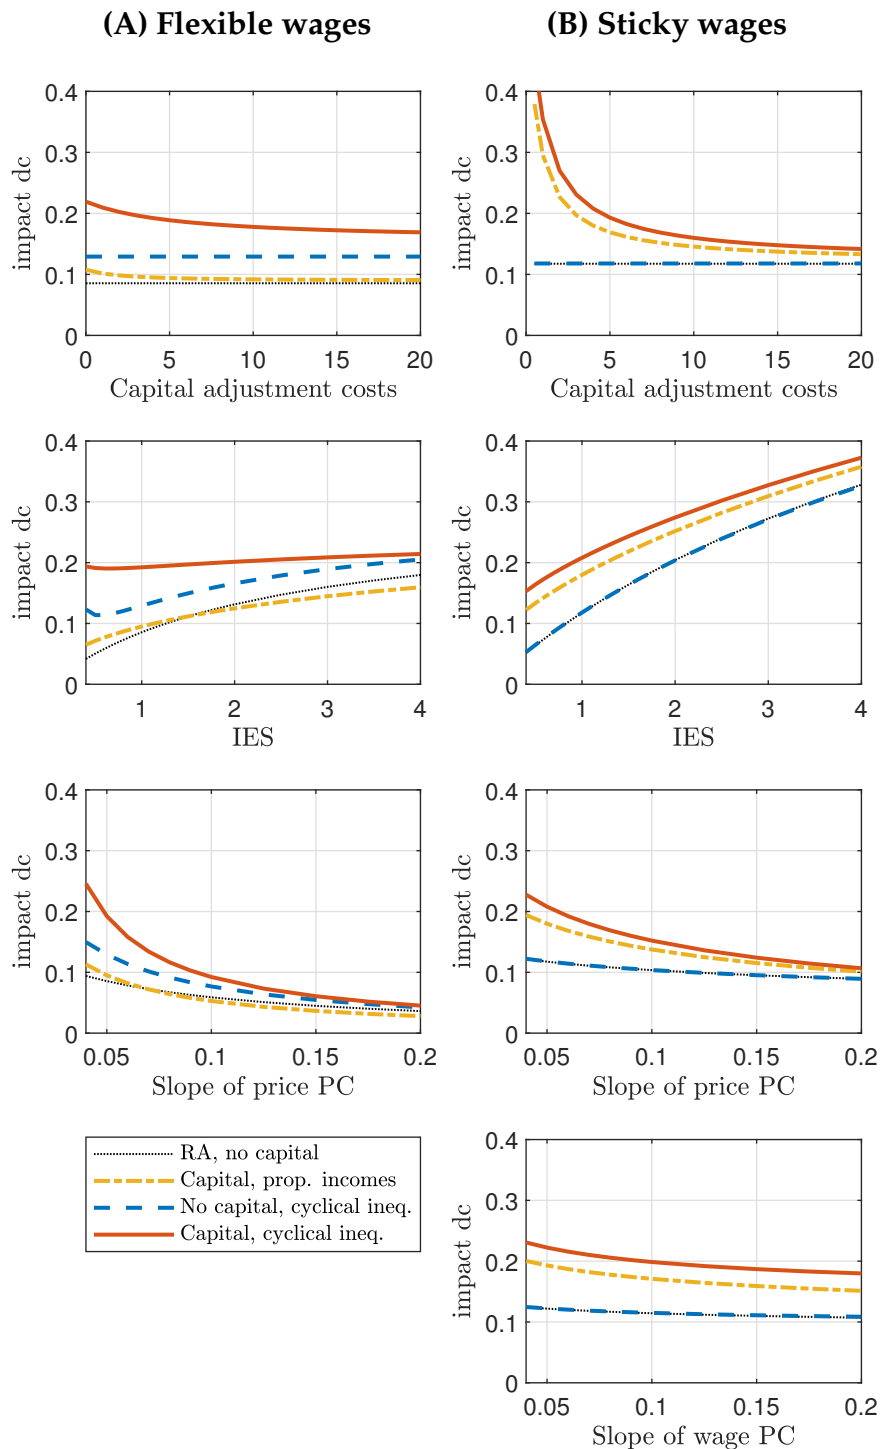 (A) Flexible wages
(B) Sticky wages
0.4
0.3
0.2
0.1
0
impact dc
0 5 10 15 20
Capital adjustment costs
0.4
0.3
0.2
0.1
0
impact dc
0 5 10 15 20
Capital adjustment costs
0.4
0.3
0.2
0.1
0
impact dc
1 2 3 4
IES
0.4
0.3
0.2
0.1
0
impact dc
1 2 3 4
IES
0.4
0.3
0.2
0.1
0
impact dc
0.05 0.1 0.15 0.2
Slope of price PC
0.4
0.3
0.2
0.1
0
impact dc
0.05 0.1 0.15 0.2
Slope of price PC
RA, no capital
Capital, prop. incomes
No capital, cyclical ineq.
Capital, cyclical ineq.
0.4
0.3
0.2
0.1
0
impact dc
0.05 0.1 0.15 0.2
Slope of wage PC